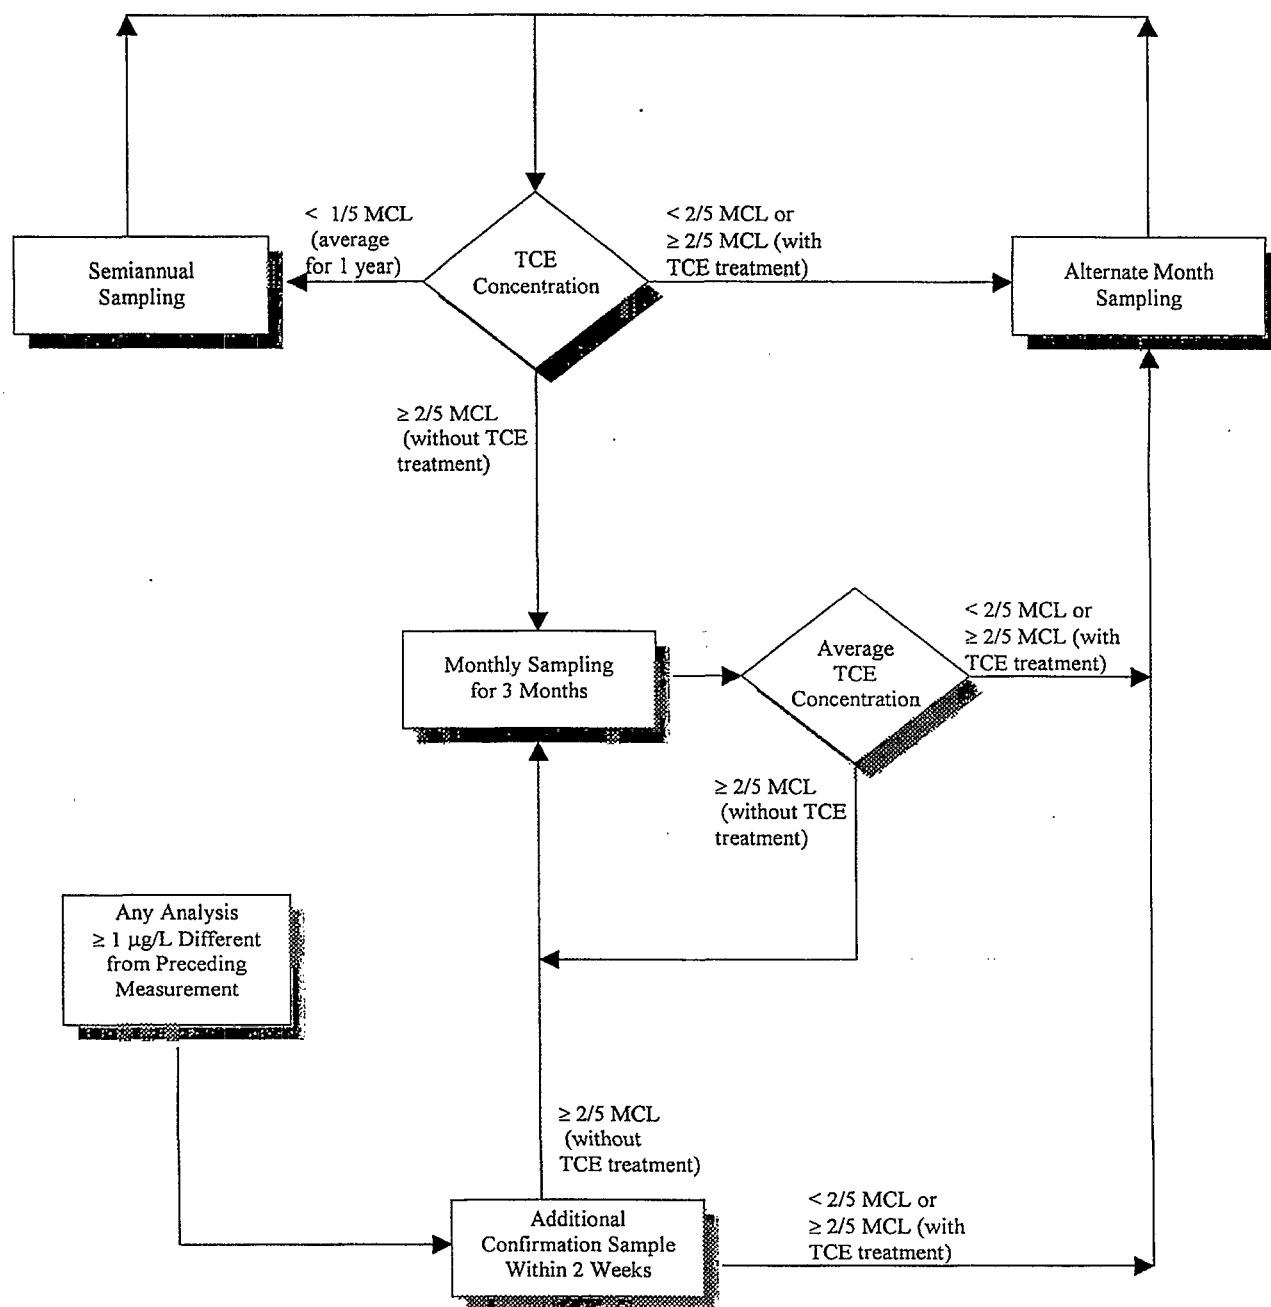 < 1/5 MCL
(average
for 1 year)
< 2/5 MCL or
≥ 2/5 MCL (with
TCE treatment)
Semiannual
Sampling
TCE
Concentration
Alternate Month
Sampling
≥ 2/5 MCL
(without TCE
treatment)
< 2/5 MCL or
≥ 2/5 MCL (with
TCE treatment)
Monthly Sampling
for 3 Months
Average
TCE
Concentration
≥ 2/5 MCL
(without TCE
treatment)
Any Analysis
≥ 1 µg/L Different
from Preceding
Measurement
≥ 2/5 MCL
(without
TCE treatment)
< 2/5 MCL or
≥ 2/5 MCL (with
TCE treatment)
Additional
Confirmation Sample
Within 2 Weeks